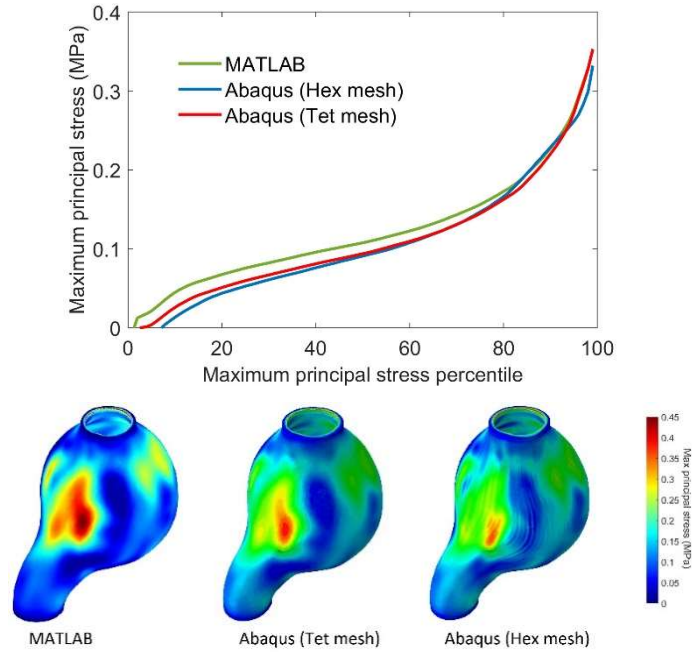 Maximum principal stress (MPa)
0.4
0.3
0.2
0.1
0
MATLAB
Abaqus (Hex mesh)
Abaqus (Tet mesh)
0 20 40 60 80 100
Maximum principal stress percentile
0.45
0.4
0.35
0.3
0.25
0.2
0.15
0.1
0.05
0
Max principal stress (MPa)
MATLAB
Abaqus (Tet mesh)
Abaqus (Hex mesh)